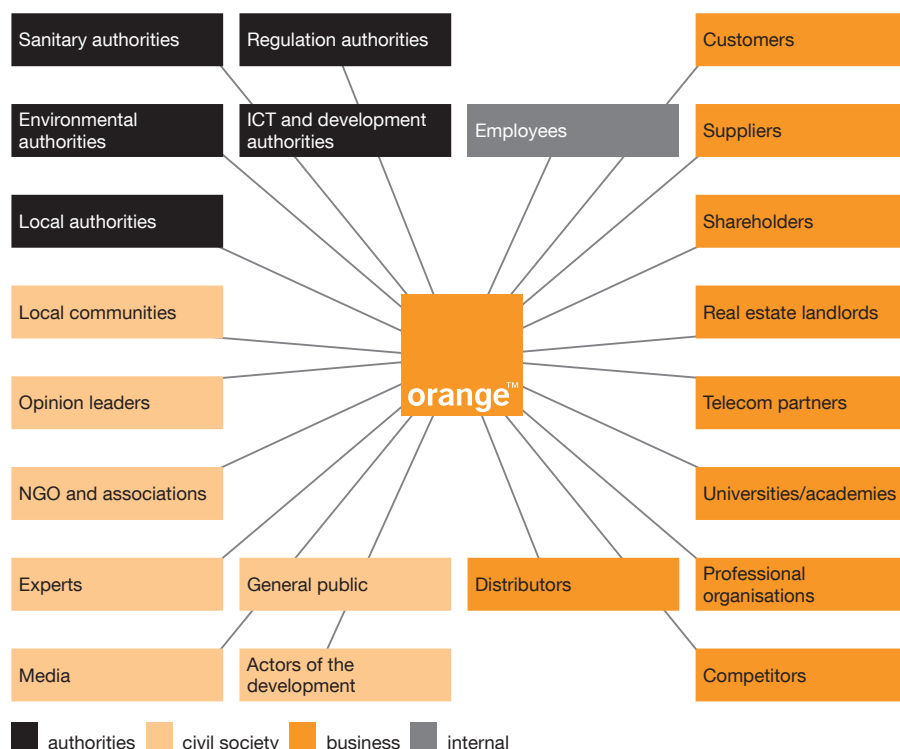 Sanitary authorities
Regulation authorities
Customers
Environmental
authorities
ICT and development
authorities
Employees
Suppliers
Local authorities
Shareholders
Local communities
Real estate landlords
orange™
Opinion leaders
Telecom partners
NGO and associations
Universities/academies
Experts
General public
Distributors
Professional
organisations
Media
Actors of the
development
Competitors
authorities
civil society
business
internal